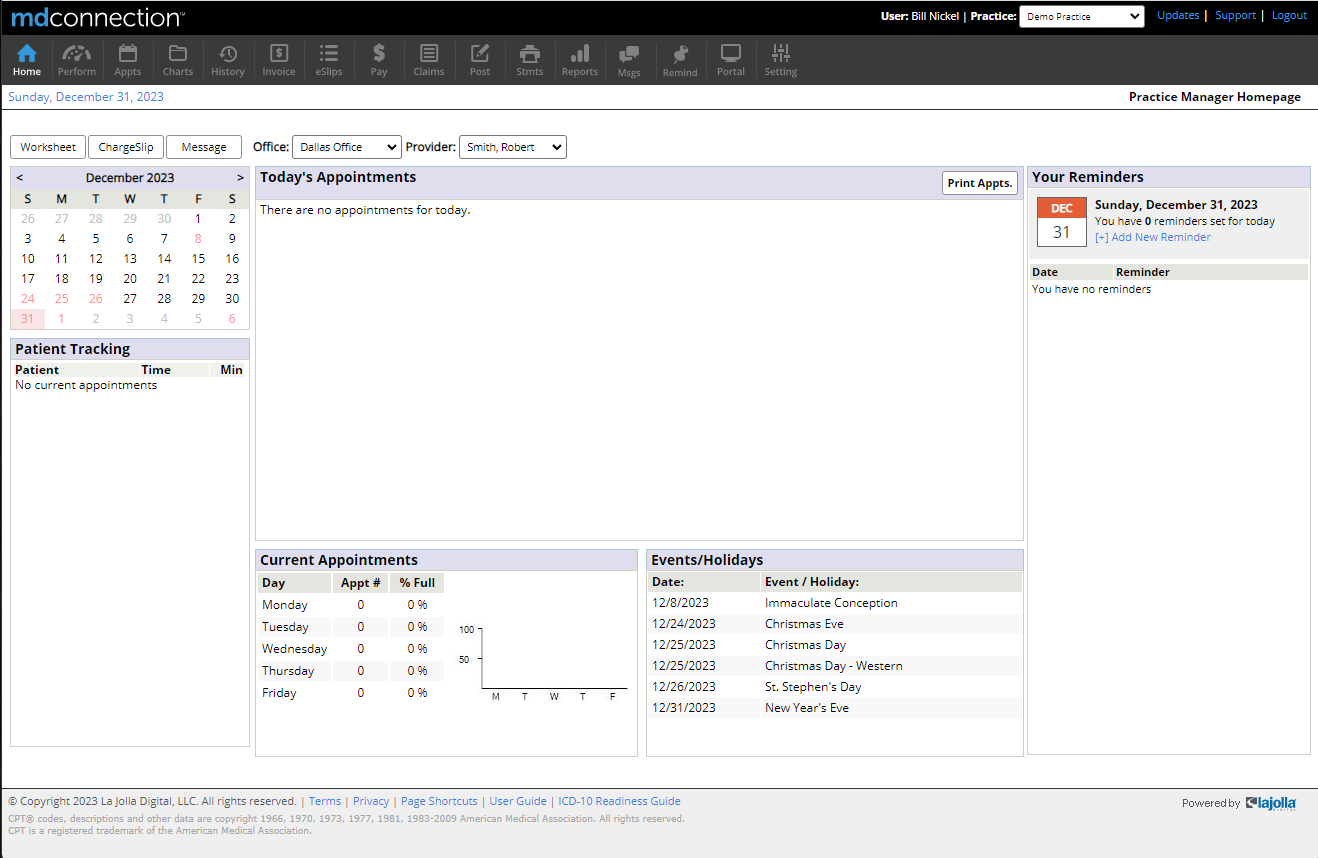 mdconnection™
User: Bill Nickel | Practice: Demo Practice Updates | Support | Logout
Home Perform Appts Charts History Invoice eSlips Pay Claims Post Stmts Reports Msgs Remind Portal Setting
Sunday, December 31, 2023 Practice Manager Homepage
Worksheet ChargeSlip Message Office: Dallas Office Provider: Smith, Robert
< December 2023 >
S M T W T F S
26 27 28 29 30 1 2
3 4 5 6 7 8 9
10 11 12 13 14 15 16
17 18 19 20 21 22 23
24 25 26 27 28 29 30
31 1 2 3 4 5 6
Patient Tracking
Patient Time Min
No current appointments
Today's Appointments Print Appts.
There are no appointments for today.
Current Appointments
Day Appt # % Full
Monday 0 0 %
Tuesday 0 0 %
Wednesday 0 0 %
Thursday 0 0 %
Friday 0 0 %
100
50
M T W T F
Events/Holidays
Date: Event / Holiday:
12/8/2023 Immaculate Conception
12/24/2023 Christmas Eve
12/25/2023 Christmas Day
12/25/2023 Christmas Day - Western
12/26/2023 St. Stephen's Day
12/31/2023 New Year's Eve
Your Reminders
DEC
31
Sunday, December 31, 2023
You have 0 reminders set for today
[+] Add New Reminder
Date Reminder
You have no reminders
© Copyright 2023 La Jolla Digital, LLC. All rights reserved. | Terms | Privacy | Page Shortcuts | User Guide | ICD-10 Readiness Guide
CPT® codes, descriptions and other data are copyright 1966, 1970, 1973, 1977, 1981, 1983-2009 American Medical Association. All rights reserved.
CPT is a registered trademark of the American Medical Association.
Powered by lajolla DIGITAL